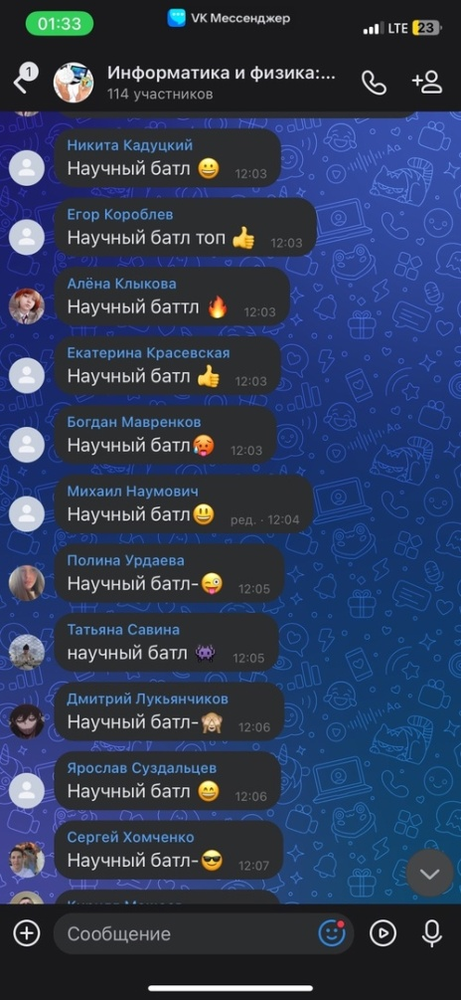 01:33
VK Мессенджер
LTE 23
1
Информатика и физика:...
114 участников
Никита Кадуцкий
Научный батл 😀 12:03
Егор Короблев
Научный батл топ 👍 12:03
Алёна Клыкова
Научный баттл 🔥 12:03
Екатерина Красевская
Научный батл 👍 12:03
Богдан Мавренков
Научный батл🥵 12:03
Михаил Наумович
Научный батл😃 ред. · 12:04
Полина Урдаева
Научный батл-😜 12:05
Татьяна Савина
научный батл 👾 12:05
Дмитрий Лукьянчиков
Научный батл-🙈 12:06
Ярослав Суздальцев
Научный батл 😄 12:06
Сергей Хомченко
Научный батл-😎 12:07
Сообщение